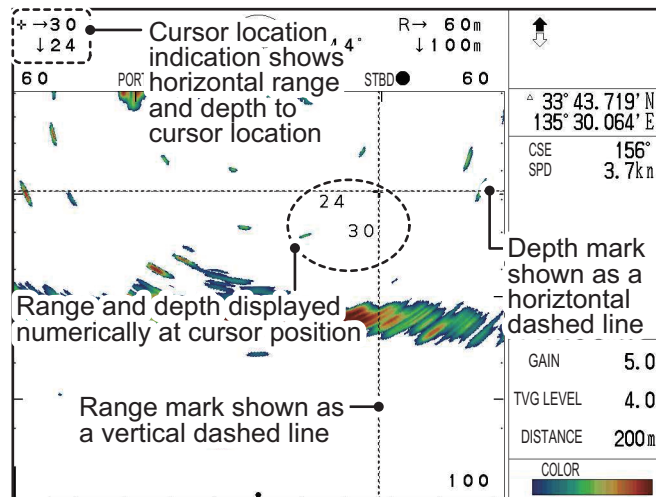 →30
↓24
Cursor location
indication shows
horizontal range
and depth to
cursor location
4°
R→ 60m
↓100m
60
POR
STBD
60
33°43.719'N
135°30.064'E
CSE 156°
SPD 3.7kn
24
30
Depth mark
shown as a
horiztontal
dashed line
Range and depth displayed
numerically at cursor position
Range mark shown as
a vertical dashed line
GAIN 5.0
TVG LEVEL 4.0
DISTANCE 200m
COLOR
100